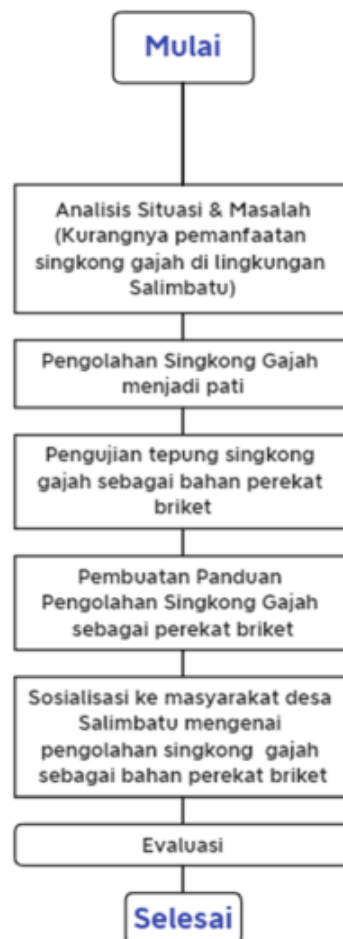 Mulai
Analisis Situasi & Masalah
(Kurangnya pemanfaatan
singkong gajah di lingkungan
Salimbatu)
Pengolahan Singkong Gajah
menjadi pati
Pengujian tepung singkong
gajah sebagai bahan perekat
briket
Pembuatan Panduan
Pengolahan Singkong Gajah
sebagai perekat briket
Sosialisasi ke masyarakat desa
Salimbatu mengenai
pengolahan singkong gajah
sebagai bahan perekat briket
Evaluasi
Selesai